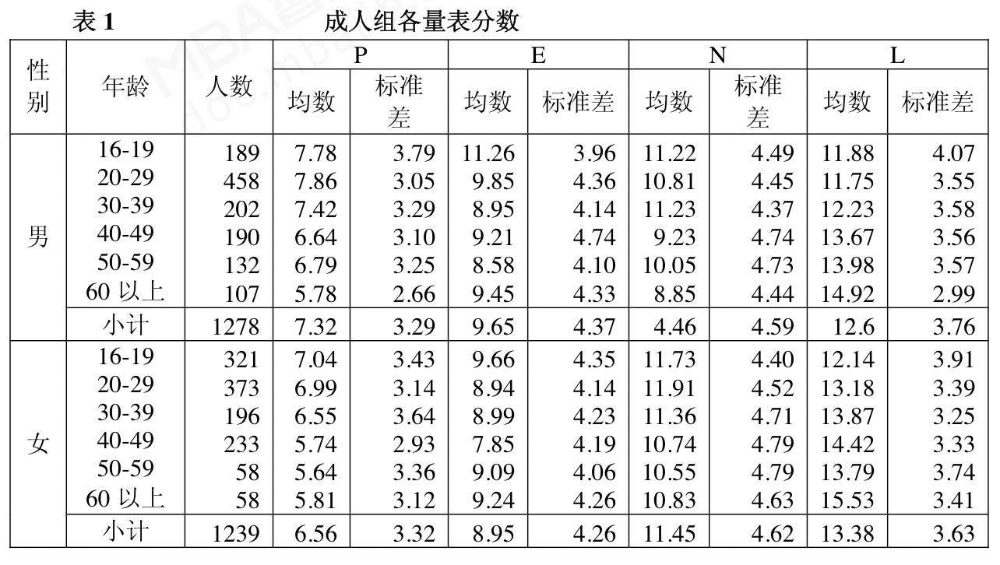 表 1 成人组各量表分数
性别 年龄 人数 P E N L
均数 标准差 均数 标准差 均数 标准差 均数 标准差
男
16-19 189 7.78 3.79 11.26 3.96 11.22 4.49 11.88 4.07
20-29 458 7.86 3.05 9.85 4.36 10.81 4.45 11.75 3.55
30-39 202 7.42 3.29 8.95 4.14 11.23 4.37 12.23 3.58
40-49 190 6.64 3.10 9.21 4.74 9.23 4.74 13.67 3.56
50-59 132 6.79 3.25 8.58 4.10 10.05 4.73 13.98 3.57
60 以上 107 5.78 2.66 9.45 4.33 8.85 4.44 14.92 2.99
小计 1278 7.32 3.29 9.65 4.37 4.46 4.59 12.6 3.76
女
16-19 321 7.04 3.43 9.66 4.35 11.73 4.40 12.14 3.91
20-29 373 6.99 3.14 8.94 4.14 11.91 4.52 13.18 3.39
30-39 196 6.55 3.64 8.99 4.23 11.36 4.71 13.87 3.25
40-49 233 5.74 2.93 7.85 4.19 10.74 4.79 14.42 3.33
50-59 58 5.64 3.36 9.09 4.06 10.55 4.79 13.79 3.74
60 以上 58 5.81 3.12 9.24 4.26 10.83 4.63 15.53 3.41
小计 1239 6.56 3.32 8.95 4.26 11.45 4.62 13.38 3.63